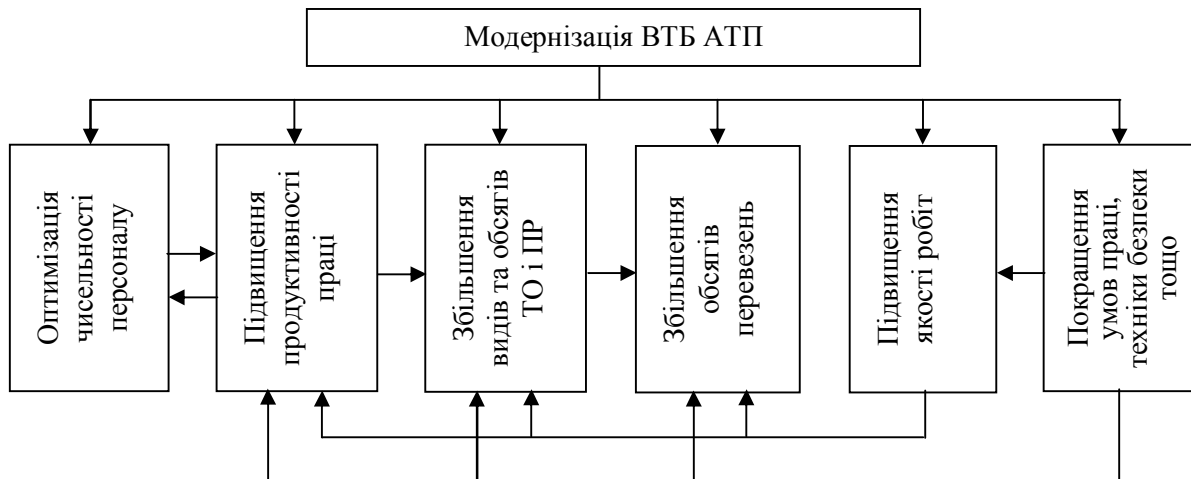 Модернізація ВТБ АТП
Оптимізація
чисельності
персоналу
Підвищення
продуктивності
праці
Збільшення
видів та обсягів
ТО і ПР
Збільшення
обсягів
перевезень
Підвищення
якості робіт
Покращення
умов праці,
техніки безпеки
тощо